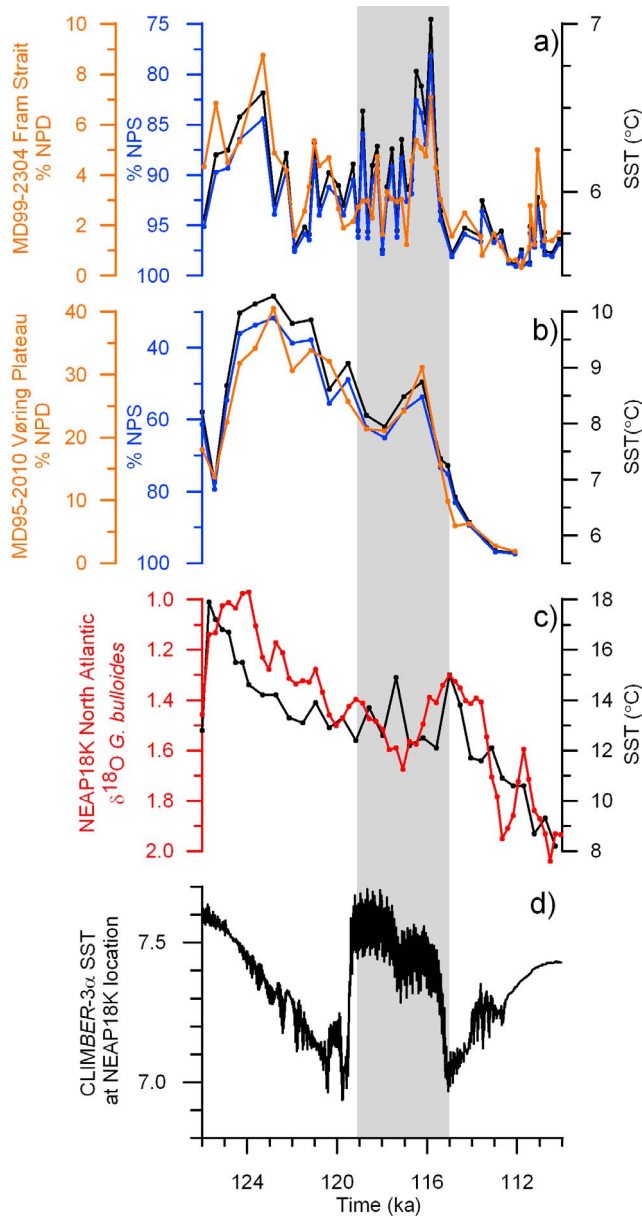 MD99-2304 Fram Strait
% NPD
10
8
6
4
2
0
% NPS
75
80
85
90
95
100
a)
7
6
SST (°C)
MD95-2010 Vøring Plateau
% NPD
40
30
20
10
0
% NPS
40
60
80
100
b)
10
9
8
7
6
SST(°C)
NEAP18K North Atlantic
δ¹⁸O G. bulloides
1.0
1.2
1.4
1.6
1.8
2.0
c)
18
16
14
12
10
8
SST (°C)
CLIMBER-3α SST
at NEAP18K location
7.5
7.0
d)
124 120 116 112
Time (ka)